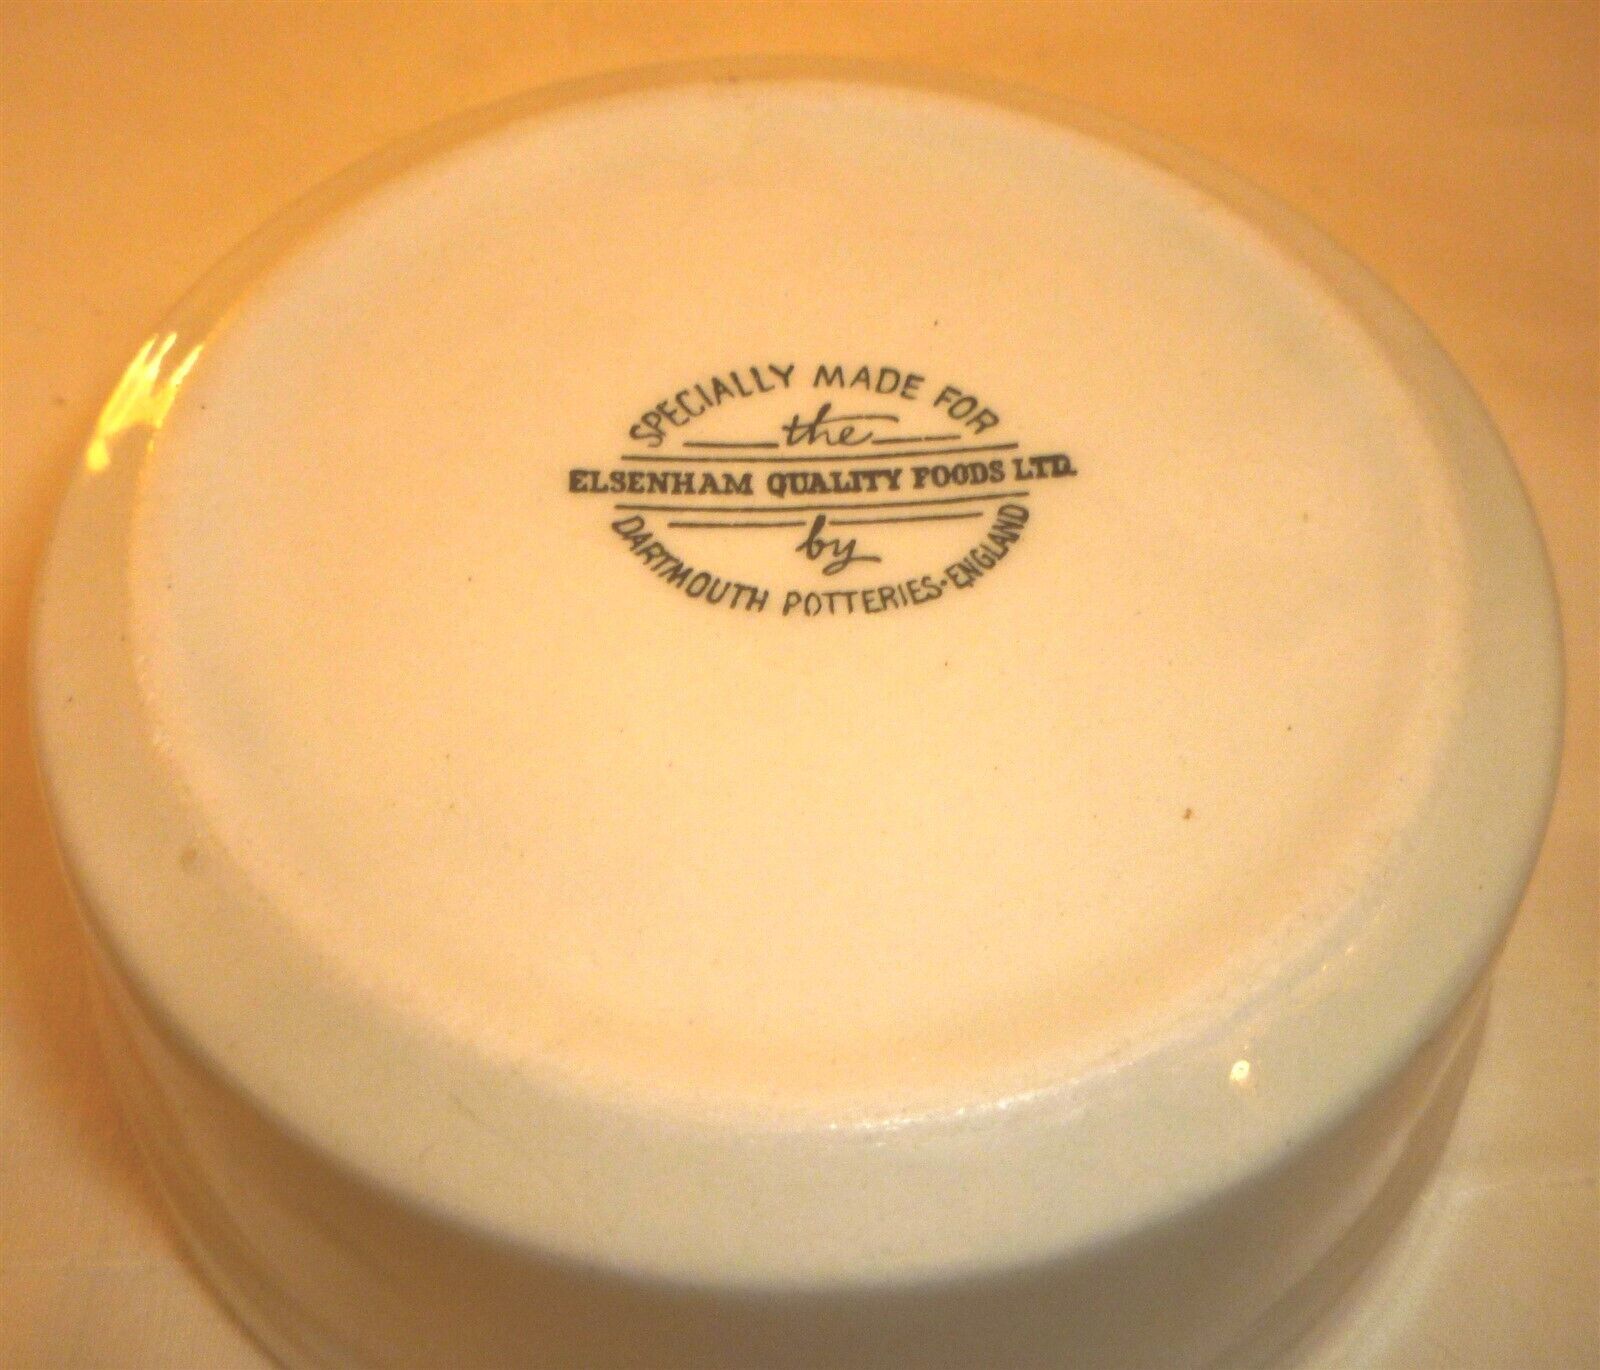 SPECIALLY MADE FOR
the
ELSENHAM QUALITY FOODS LTD.
by
DARTMOUTH POTTERIES·ENGLAND